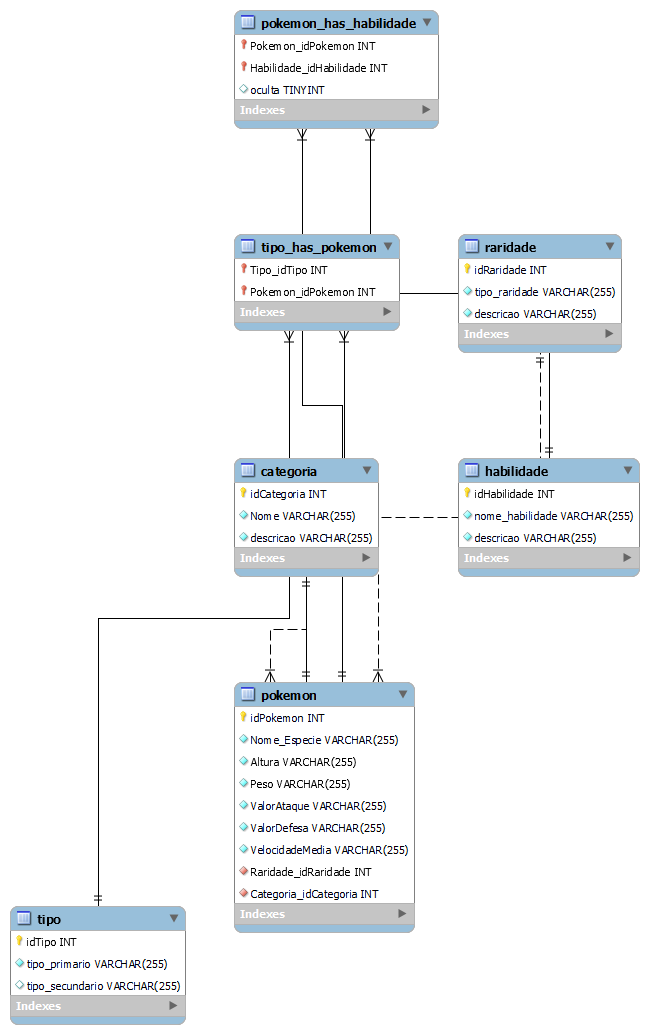 pokemon_has_habilidade
Pokemon_idPokemon INT
Habilidade_idHabilidade INT
oculta TINYINT
Indexes
tipo_has_pokemon
Tipo_idTipo INT
Pokemon_idPokemon INT
Indexes
raridade
idRaridade INT
tipo_raridade VARCHAR(255)
descricao VARCHAR(255)
Indexes
categoria
idCategoria INT
Nome VARCHAR(255)
descricao VARCHAR(255)
Indexes
habilidade
idHabilidade INT
nome_habilidade VARCHAR(255)
descricao VARCHAR(255)
Indexes
pokemon
idPokemon INT
Nome_Especie VARCHAR(255)
Altura VARCHAR(255)
Peso VARCHAR(255)
ValorAtaque VARCHAR(255)
ValorDefesa VARCHAR(255)
VelocidadeMedia VARCHAR(255)
Raridade_idRaridade INT
Categoria_idCategoria INT
Indexes
tipo
idTipo INT
tipo_primario VARCHAR(255)
tipo_secundario VARCHAR(255)
Indexes